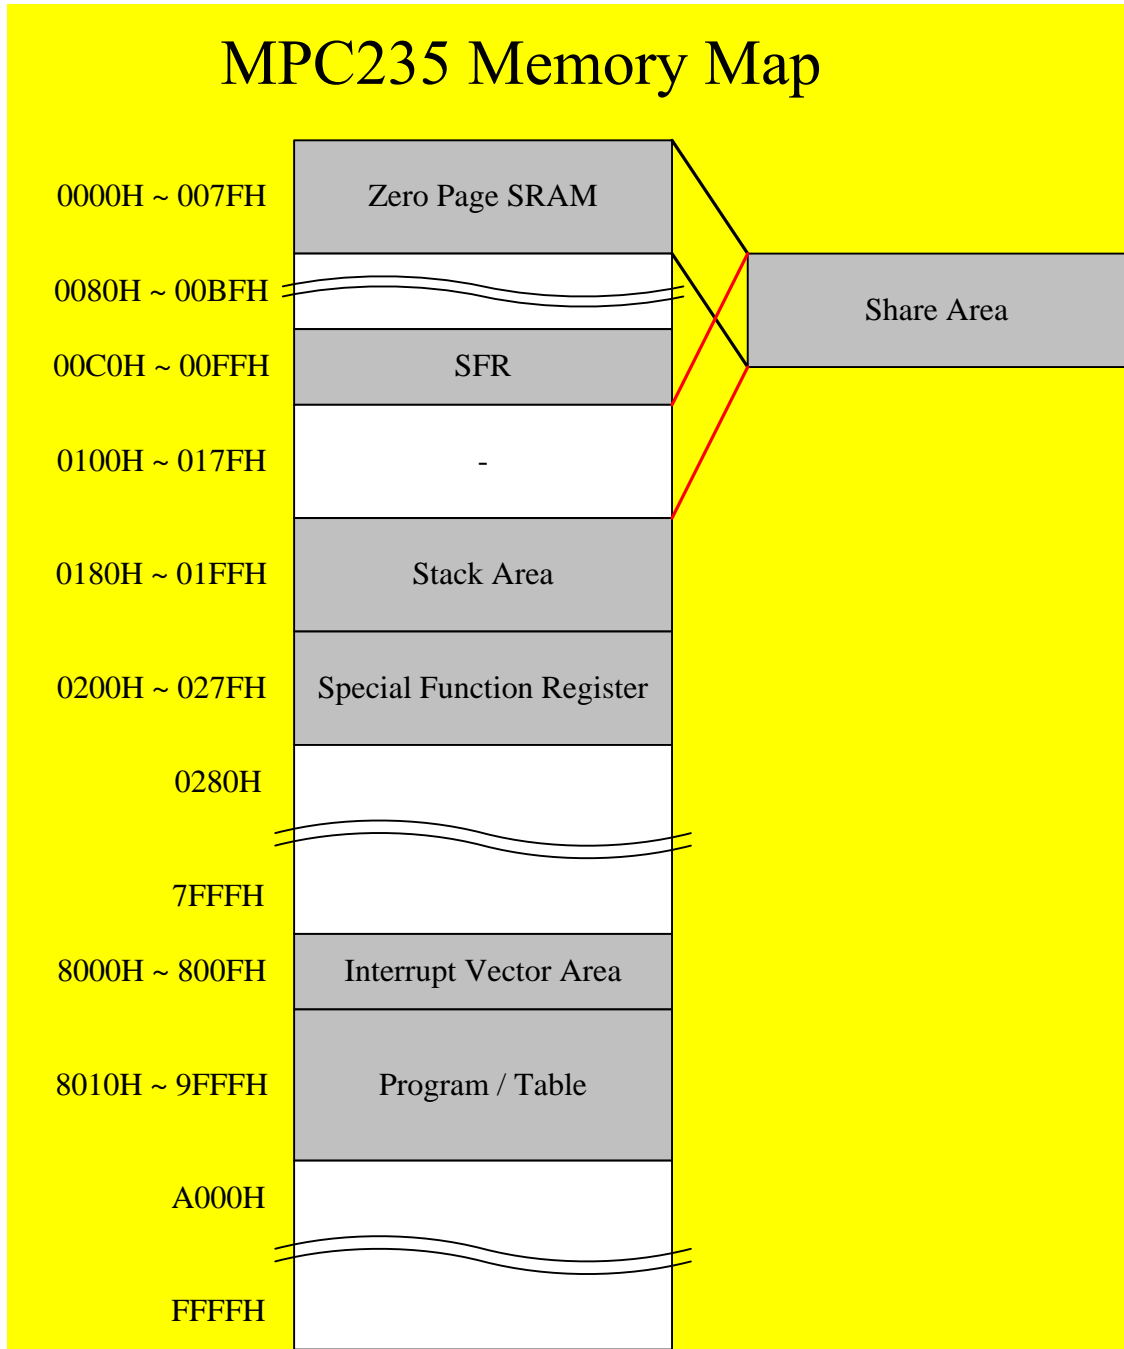 MPC235 Memory Map
0000H ~ 007FH Zero Page SRAM
0080H ~ 00BFH
Share Area
00C0H ~ 00FFH SFR
0100H ~ 017FH -
0180H ~ 01FFH Stack Area
0200H ~ 027FH Special Function Register
0280H
7FFFH
8000H ~ 800FH Interrupt Vector Area
8010H ~ 9FFFH Program / Table
A000H
FFFFH